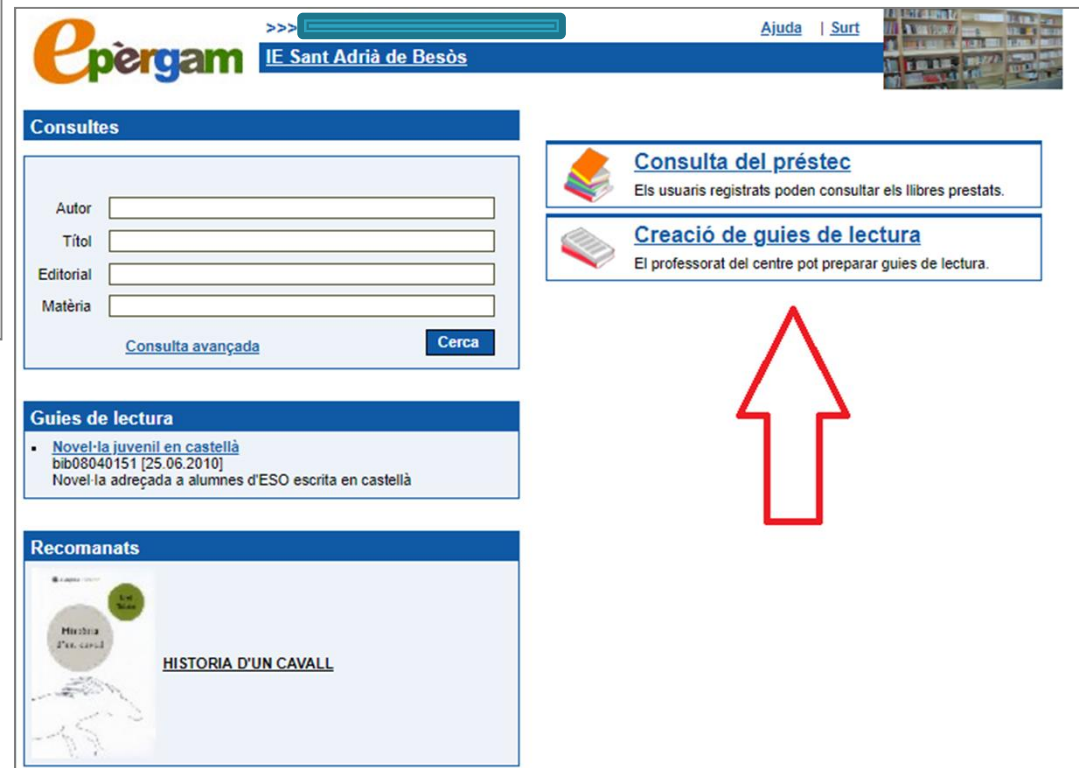 epèrgam
>>>
Ajuda | Surt
IE Sant Adrià de Besòs
Consultes
Autor
Títol
Editorial
Matèria
Consulta avançada
Cerca
Consulta del préstec
Els usuaris registrats poden consultar els llibres prestats.
Creació de guies de lectura
El professorat del centre pot preparar guies de lectura.
Guies de lectura
Novel·la juvenil en castellà
bib08040151 [25.06.2010]
Novel·la adreçada a alumnes d'ESO escrita en castellà
Recomanats
Història
d'un cavall
HISTORIA D'UN CAVALL